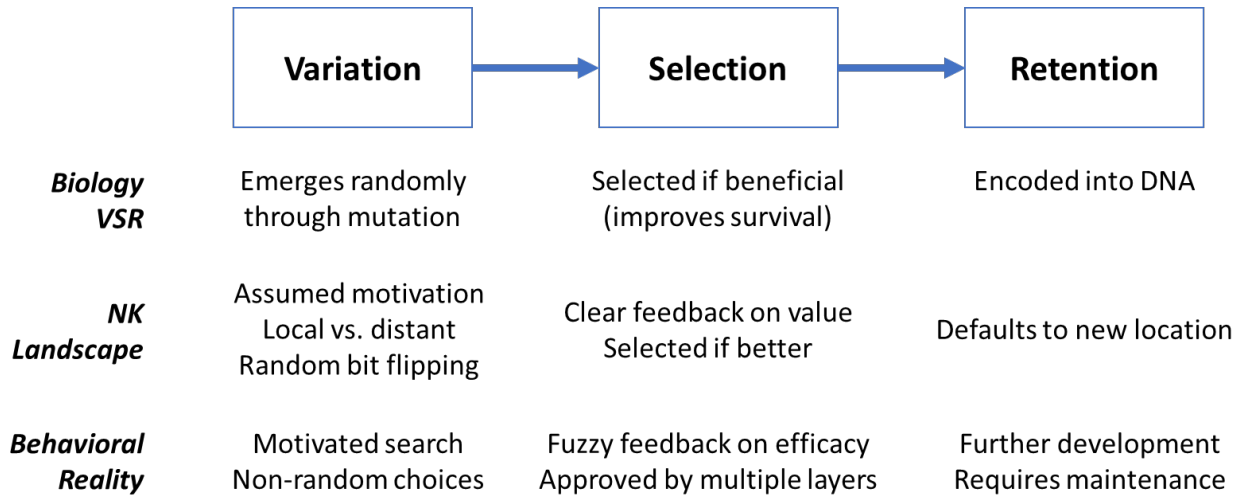 Variation
Selection
Retention
Biology
VSR
Emerges randomly
through mutation
Selected if beneficial
(improves survival)
Encoded into DNA
NK
Landscape
Assumed motivation
Local vs. distant
Random bit flipping
Clear feedback on value
Selected if better
Defaults to new location
Behavioral
Reality
Motivated search
Non-random choices
Fuzzy feedback on efficacy
Approved by multiple layers
Further development
Requires maintenance